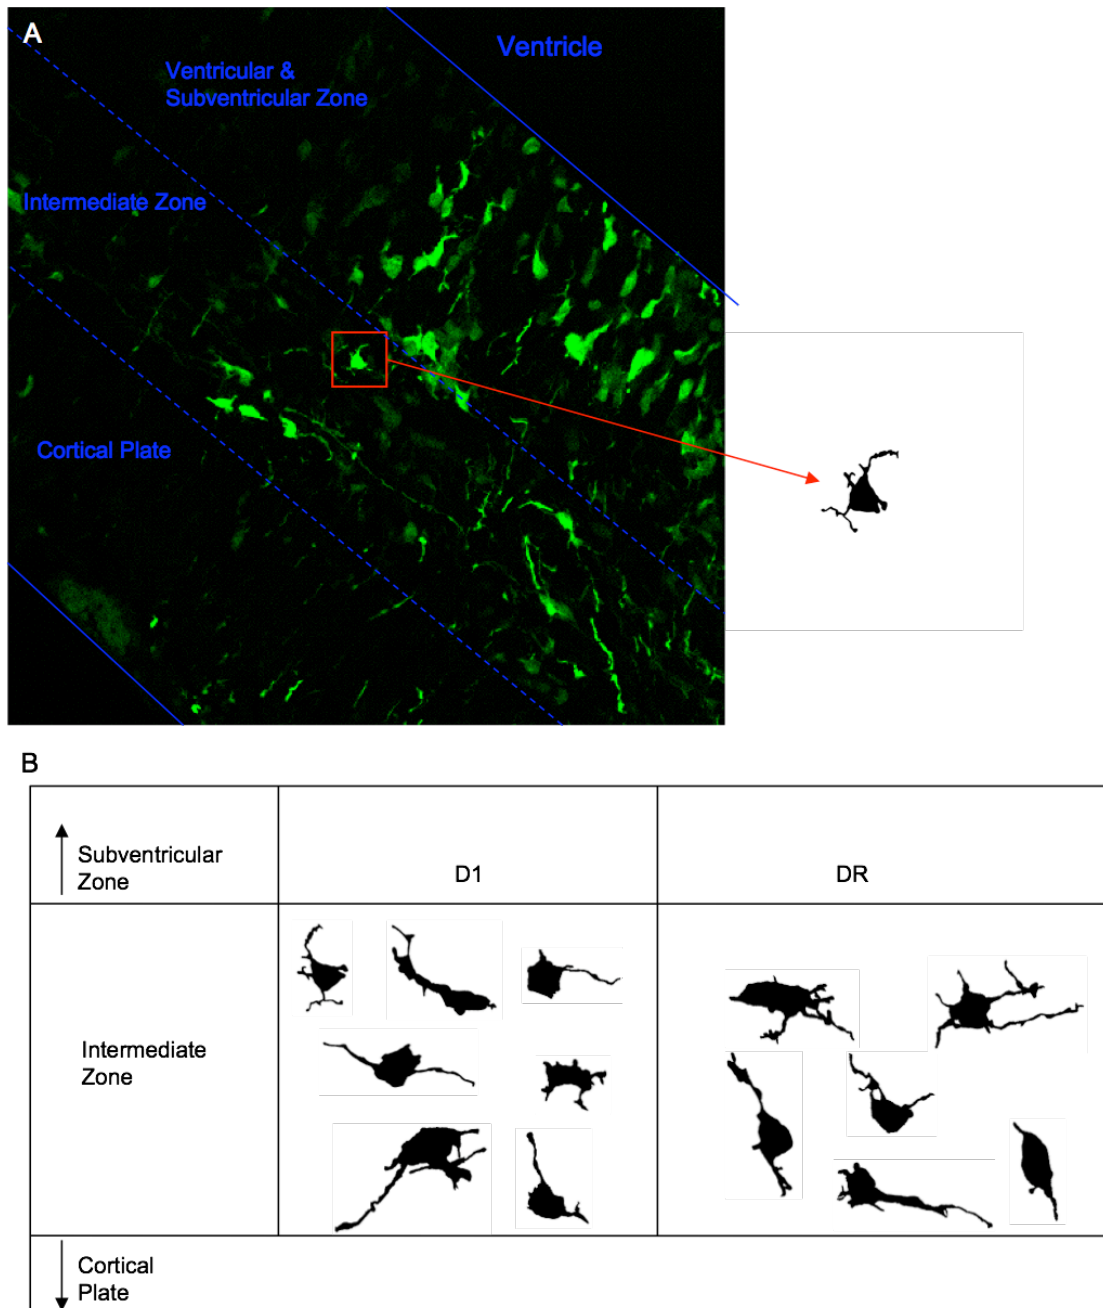 A
Ventricle
Ventricular &
Subventricular Zone
Intermediate Zone
Cortical Plate
B
Subventricular
Zone
D1
DR
Intermediate
Zone
Cortical
Plate